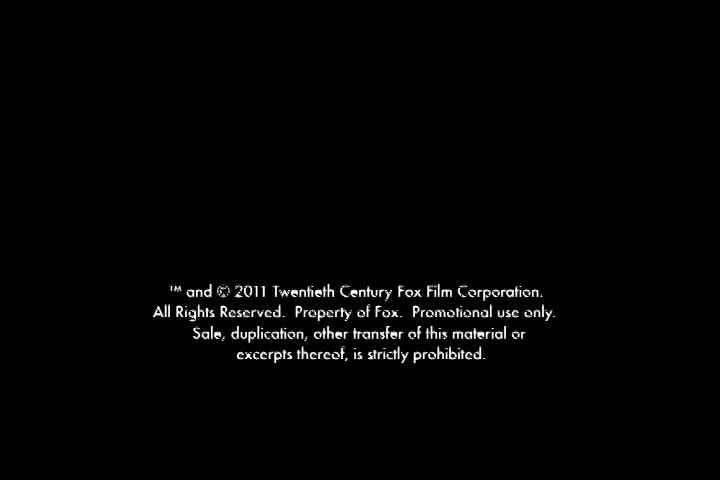 ™ and © 2011 Twentieth Century Fox Film Corporation.
All Rights Reserved. Property of Fox. Promotional use only.
Sale, duplication, other transfer of this material or
excerpts thereof, is strictly prohibited.